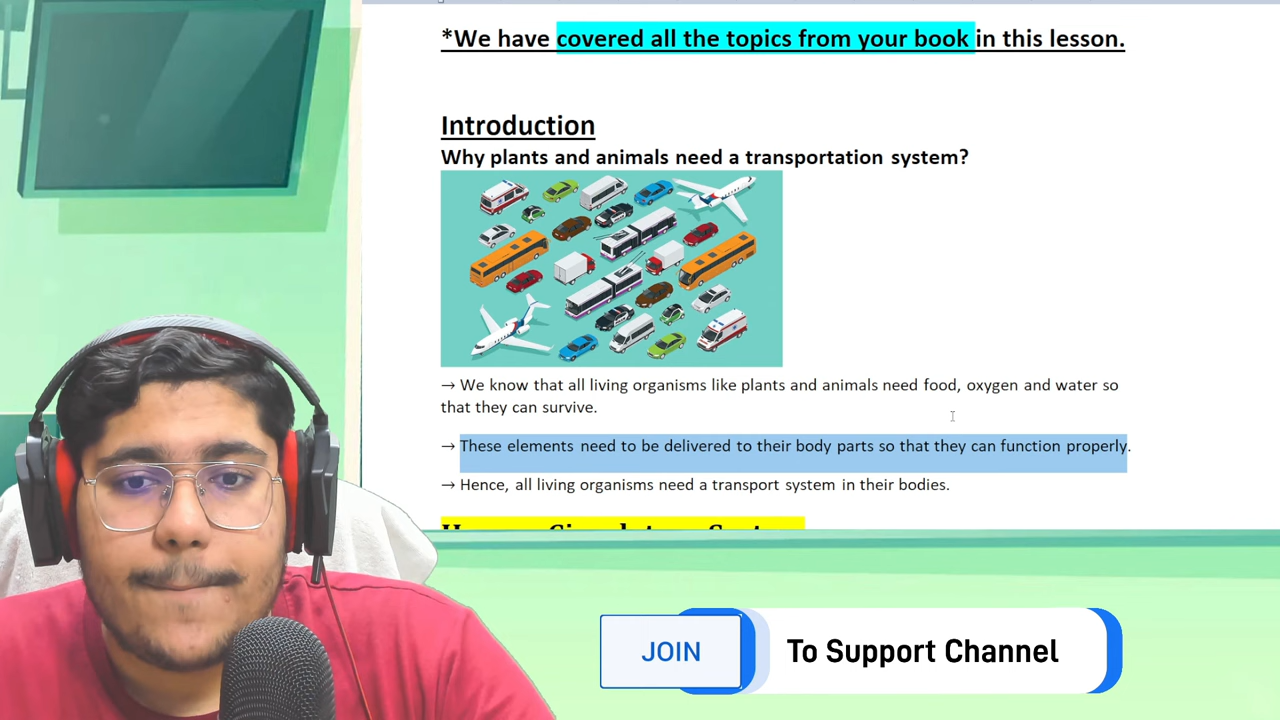 *We have covered all the topics from your book in this lesson.
Introduction
Why plants and animals need a transportation system?
→ We know that all living organisms like plants and animals need food, oxygen and water so
that they can survive.
→ These elements need to be delivered to their body parts so that they can function properly.
→ Hence, all living organisms need a transport system in their bodies.
JOIN
To Support Channel